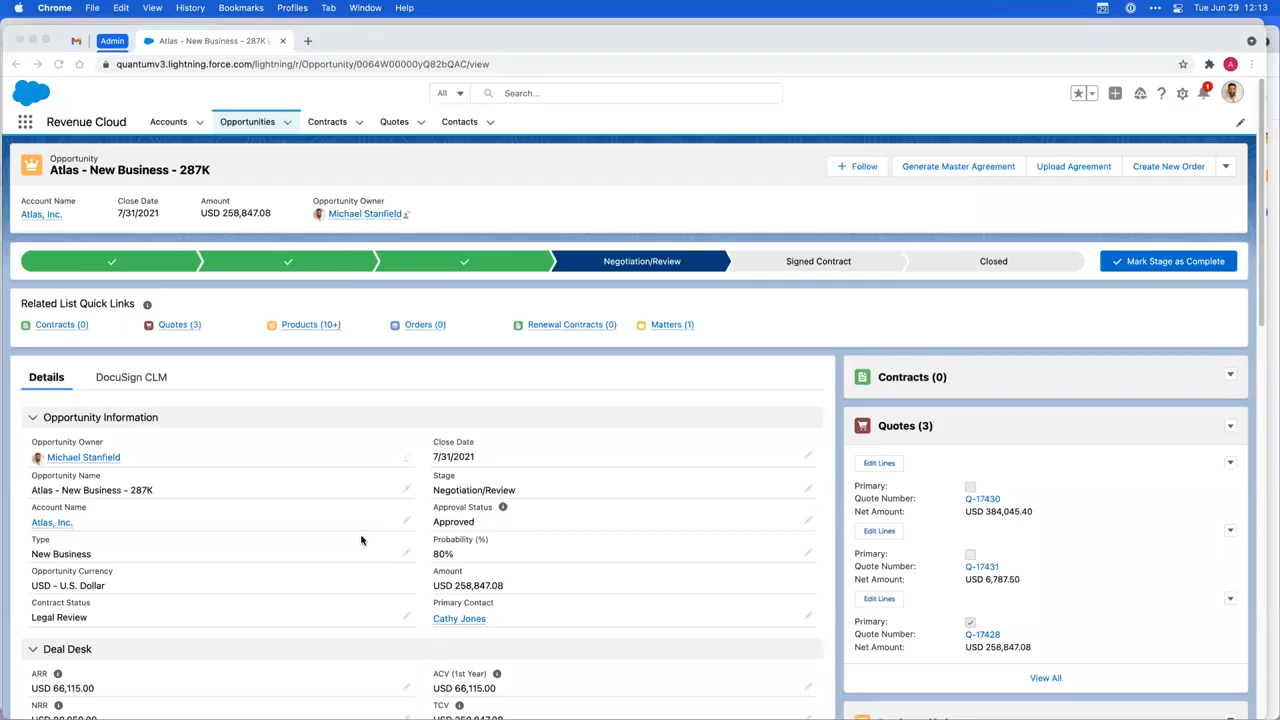 Chrome File Edit View History Bookmarks Profiles Tab Window Help Tue Jun 29 12:13
Admin Atlas - New Business - 287K
quantumv3.lightning.force.com/lightning/r/Opportunity/0064W00000yQ82bQAC/view A
All Search... 1
Revenue Cloud Accounts Opportunities Contracts Quotes Contacts
Opportunity
Atlas - New Business - 287K
Follow Generate Master Agreement Upload Agreement Create New Order
Account Name Close Date Amount Opportunity Owner
Atlas, Inc. 7/31/2021 USD 258,847.08 Michael Stanfield
Negotiation/Review Signed Contract Closed Mark Stage as Complete
Related List Quick Links
Contracts (0) Quotes (3) Products (10+) Orders (0) Renewal Contracts (0) Matters (1)
Details DocuSign CLM
Opportunity Information
Opportunity Owner Close Date
Michael Stanfield 7/31/2021
Opportunity Name Stage
Atlas - New Business - 287K Negotiation/Review
Account Name Approval Status
Atlas, Inc. Approved
Type Probability (%)
New Business 80%
Opportunity Currency Amount
USD - U.S. Dollar USD 258,847.08
Contract Status Primary Contact
Legal Review Cathy Jones
Deal Desk
ARR ACV (1st Year)
USD 66,115.00 USD 66,115.00
NRR TCV
Contracts (0)
Quotes (3)
Edit Lines
Primary:
Quote Number: Q-17430
Net Amount: USD 384,045.40
Edit Lines
Primary:
Quote Number: Q-17431
Net Amount: USD 6,787.50
Edit Lines
Primary:
Quote Number: Q-17428
Net Amount: USD 258,847.08
View All